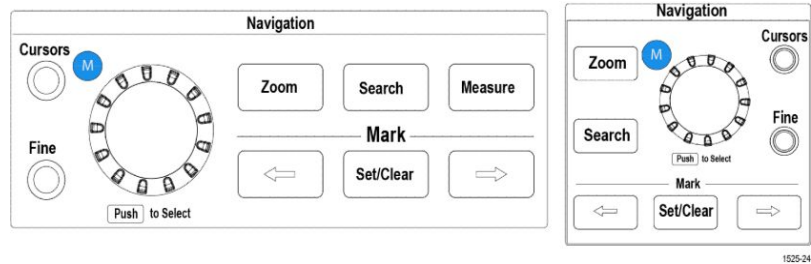 Navigation
Cursors
M
Zoom
Search
Measure
Fine
Mark
Set/Clear
Push to Select
Navigation
Cursors
Zoom
M
Fine
Search
Push to Select
Mark
Set/Clear
1525-24